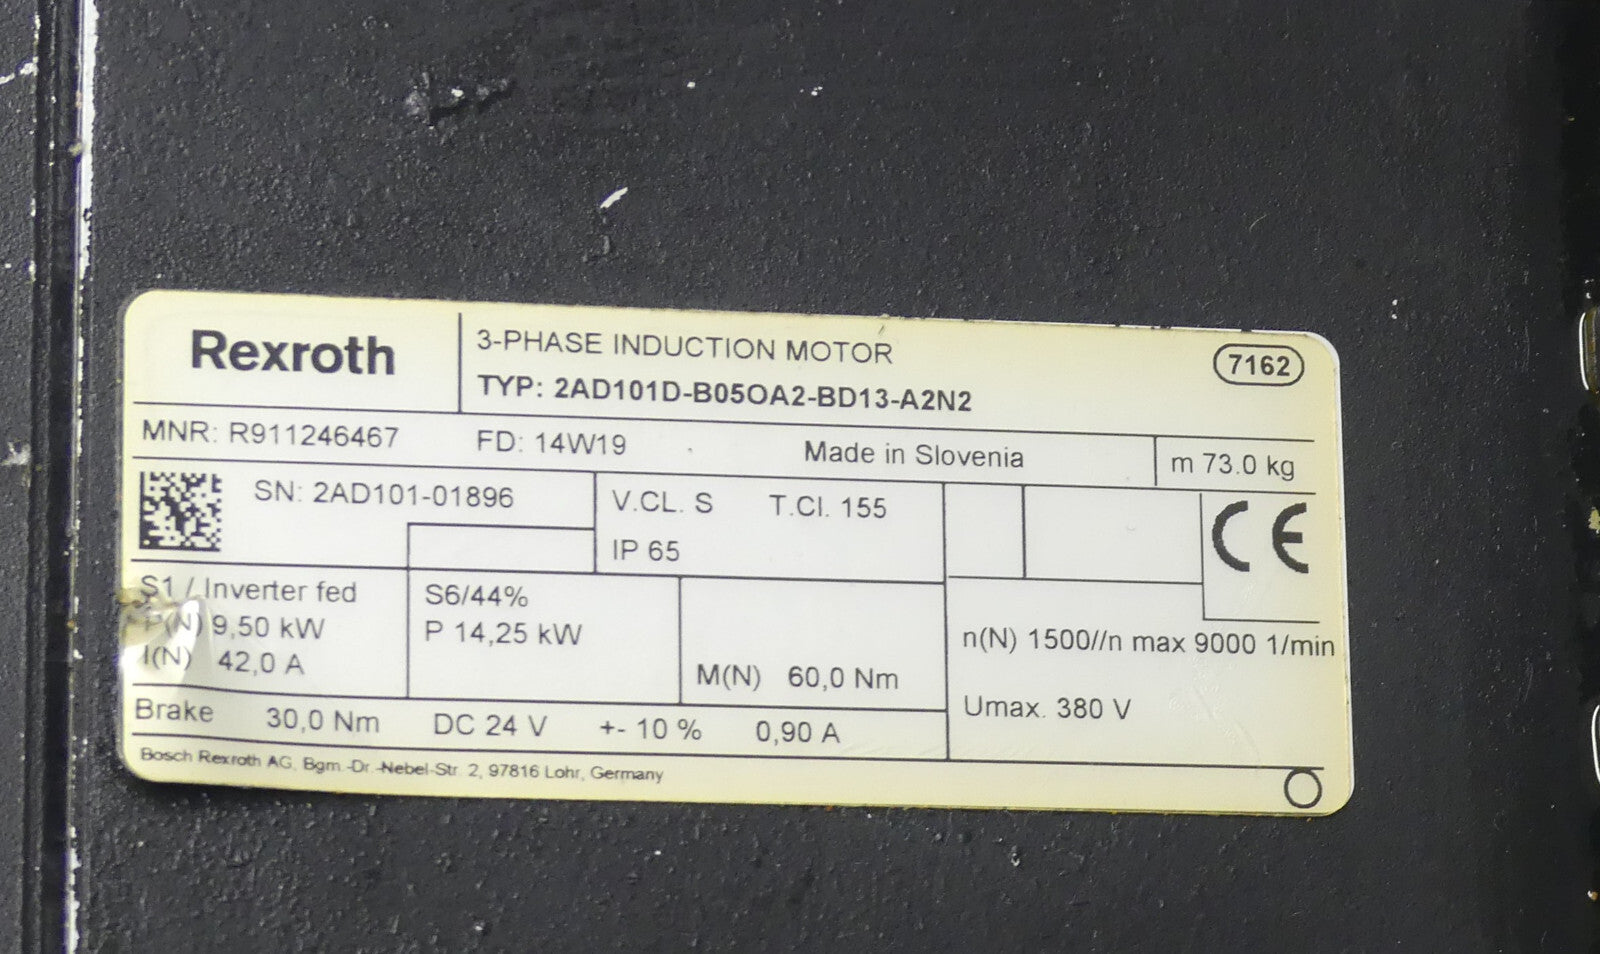 Rexroth
3-PHASE INDUCTION MOTOR
7162
TYP: 2AD101D-B05OA2-BD13-A2N2
MNR: R911246467 FD: 14W19 Made in Slovenia m 73.0 kg
SN: 2AD101-01896 V.CL. S T.Cl. 155
IP 65
CE
S1 / Inverter fed S6/44%
P(N) 9,50 kW P 14,25 kW n(N) 1500//n max 9000 1/min
I(N) 42,0 A M(N) 60,0 Nm
Brake 30,0 Nm DC 24 V +- 10 % 0,90 A Umax. 380 V
Bosch Rexroth AG, Bgm.-Dr.-Nebel-Str. 2, 97816 Lohr, Germany